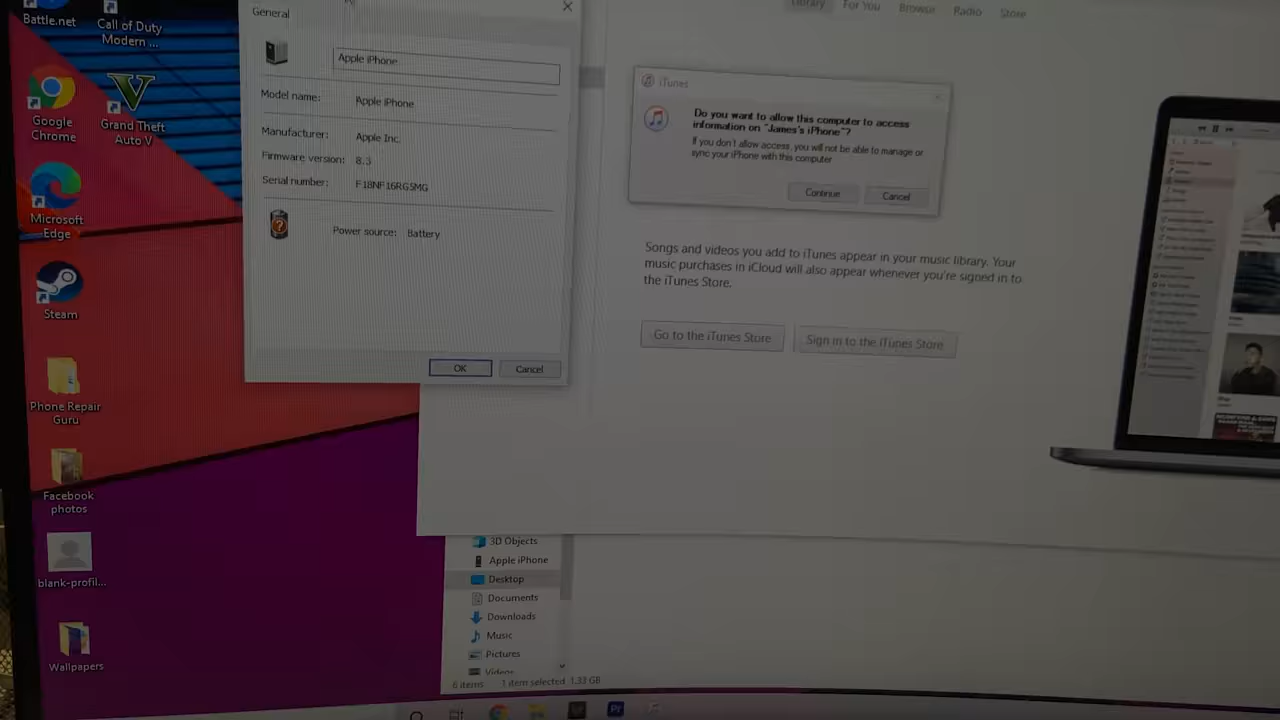 Battle.net
Call of Duty
Modern ...
Google
Chrome
Grand Theft
Auto V
Microsoft
Edge
Steam
Phone Repair
Guru
Facebook
photos
blank-profil...
Wallpapers
General
Apple iPhone
Model name: Apple iPhone
Manufacturer: Apple Inc.
Firmware version: 8.3
Serial number: F18NF16RG5MG
Power source: Battery
OK
Cancel
Library
For You
Browse
Radio
Store
iTunes
Do you want to allow this computer to access
information on "James's iPhone"?
If you don't allow access, you will not be able to manage or
sync your iPhone with this computer
Continue
Cancel
Songs and videos you add to iTunes appear in your music library. Your
music purchases in iCloud will also appear whenever you're signed in to
the iTunes Store.
Go to the iTunes Store
Sign in to the iTunes Store
3D Objects
Apple iPhone
Desktop
Documents
Downloads
Music
Pictures
Videos
6 items 1 item selected 1.33 GB
Pr